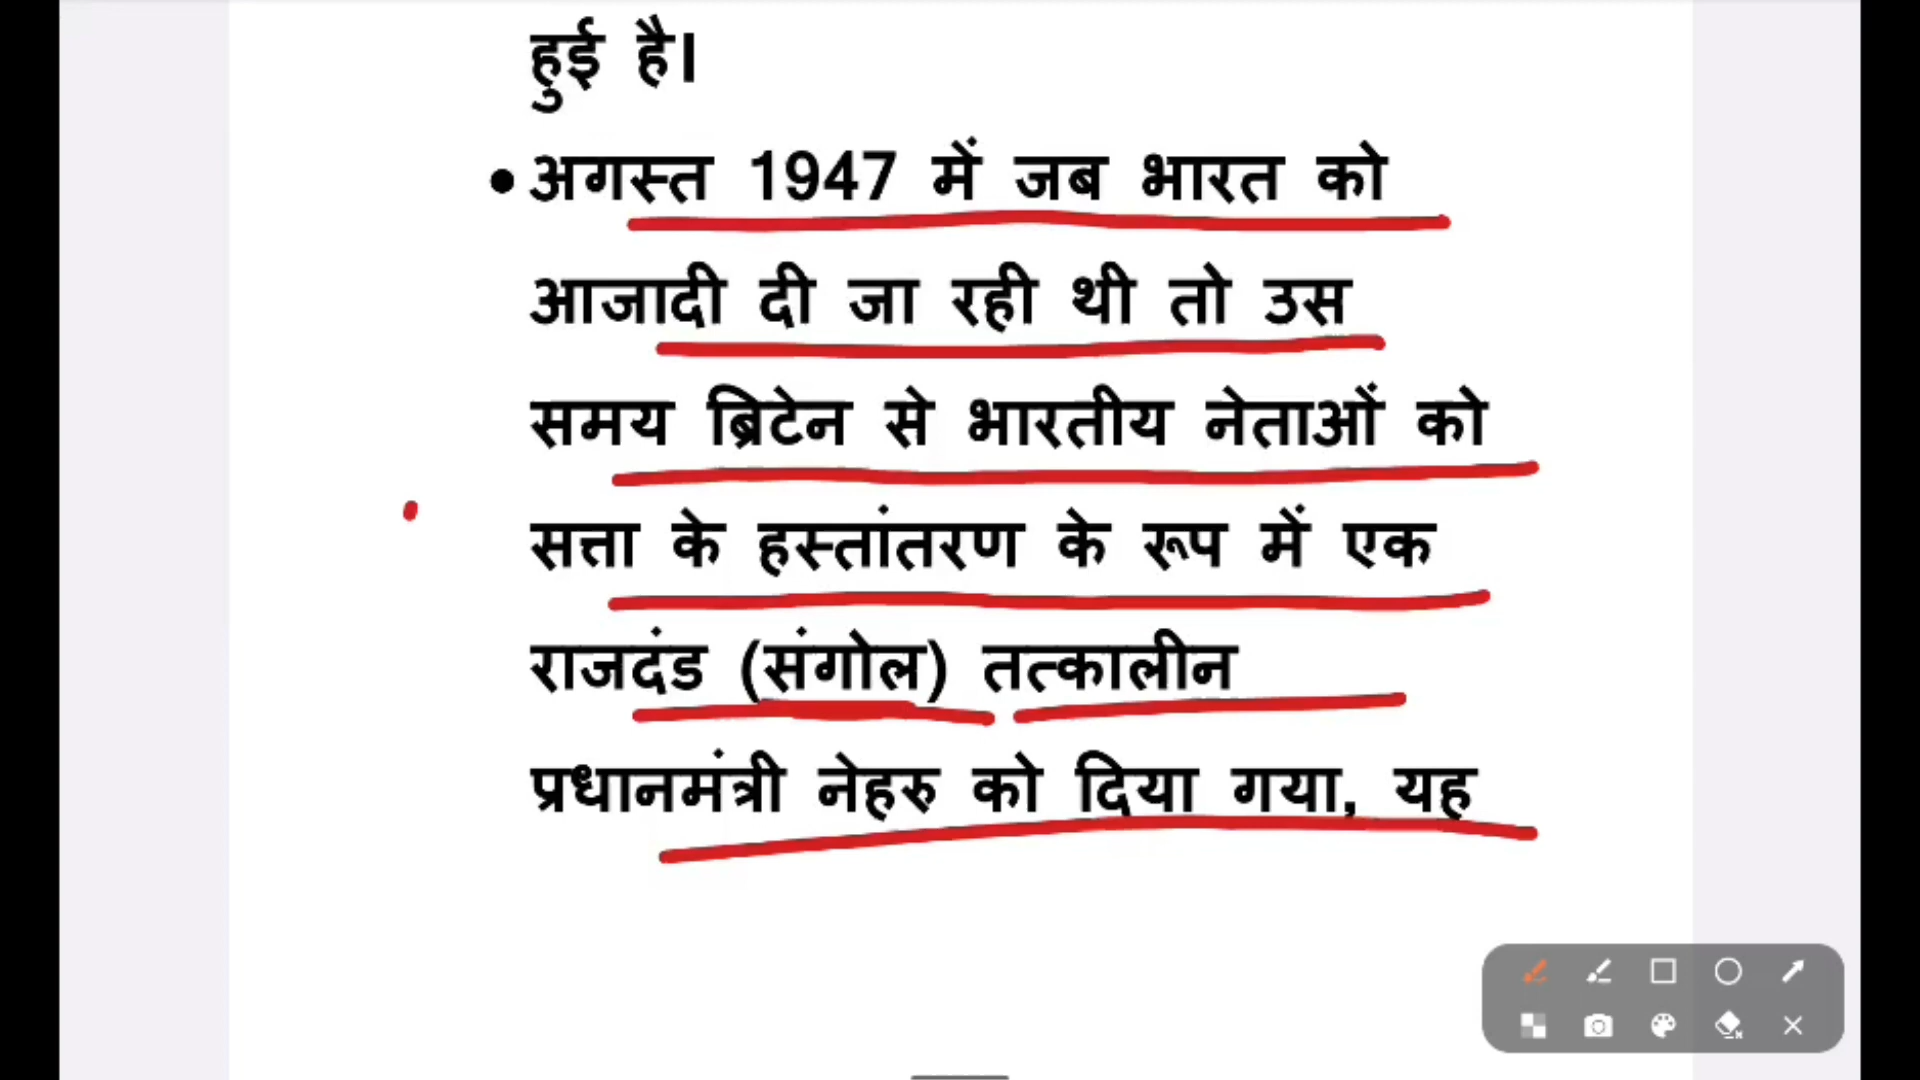 हुई है।
•अगस्त 1947 में जब भारत को
आजादी दी जा रही थी तो उस
समय ब्रिटेन से भारतीय नेताओं को
सत्ता के हस्तांतरण के रूप में एक
राजदंड (संगोल) तत्कालीन
प्रधानमंत्री नेहरु को दिया गया, यह